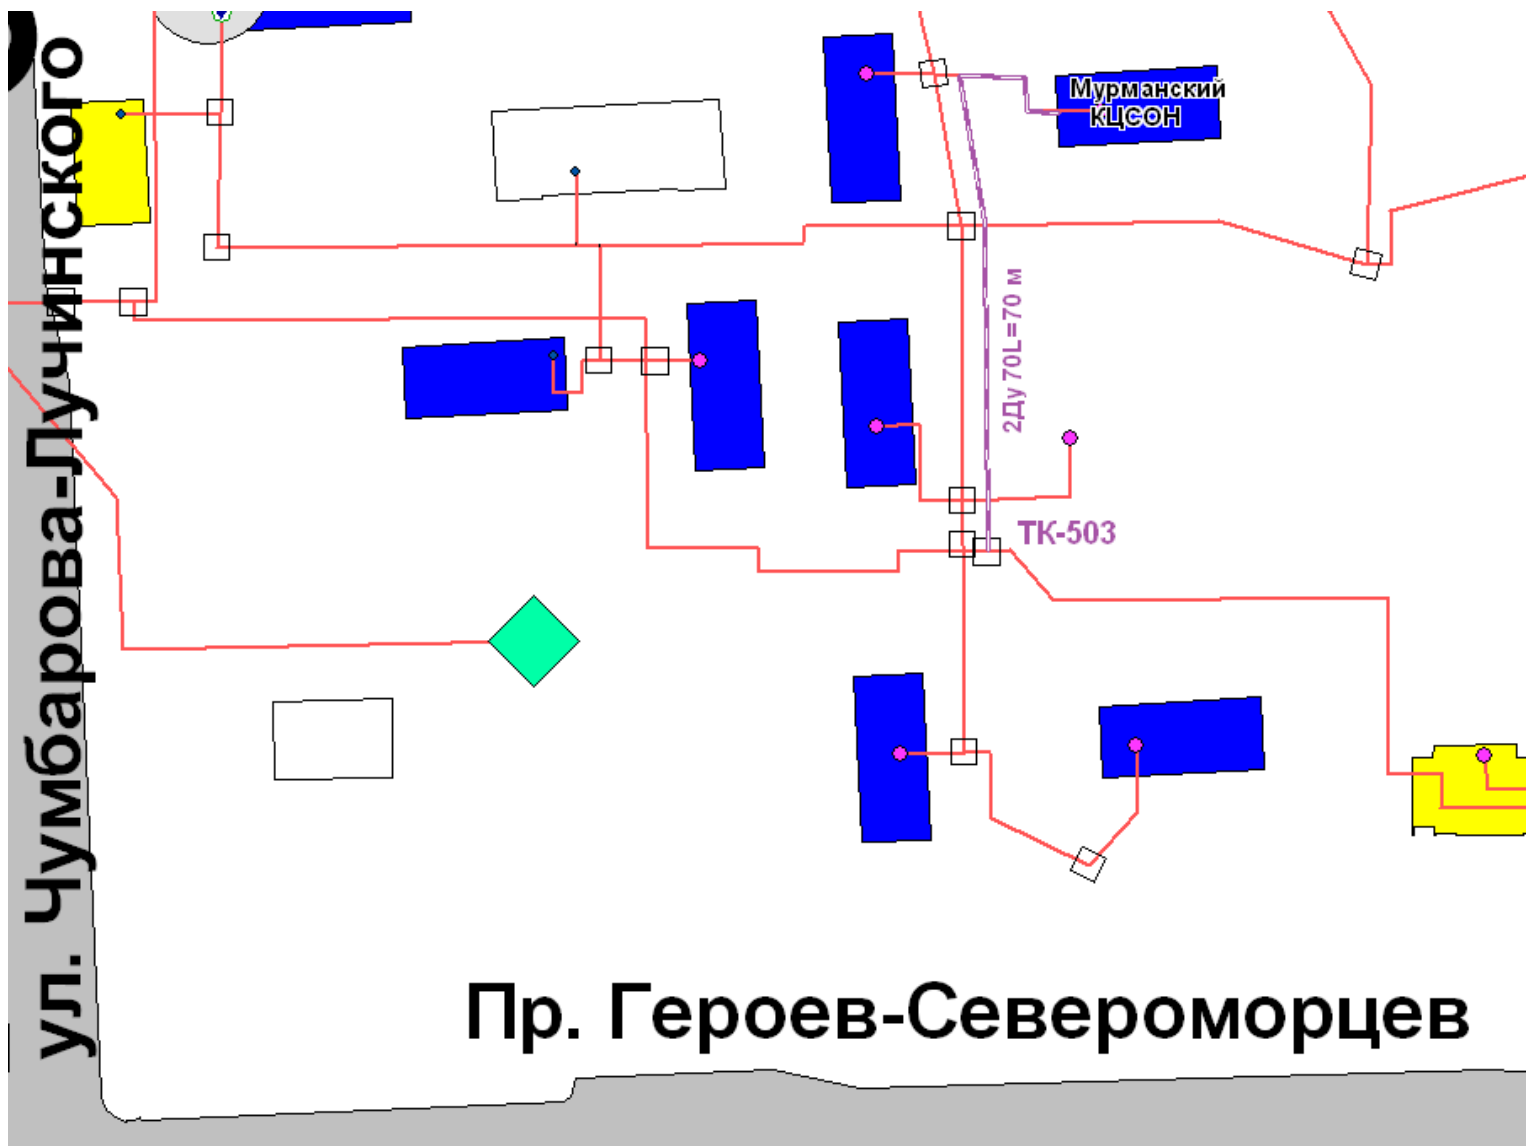 ул. Чумбарова-Лучинского
Мурманский
КЦСОН
2Ду 70L=70 м
ТК-503
Пр. Героев-Североморцев